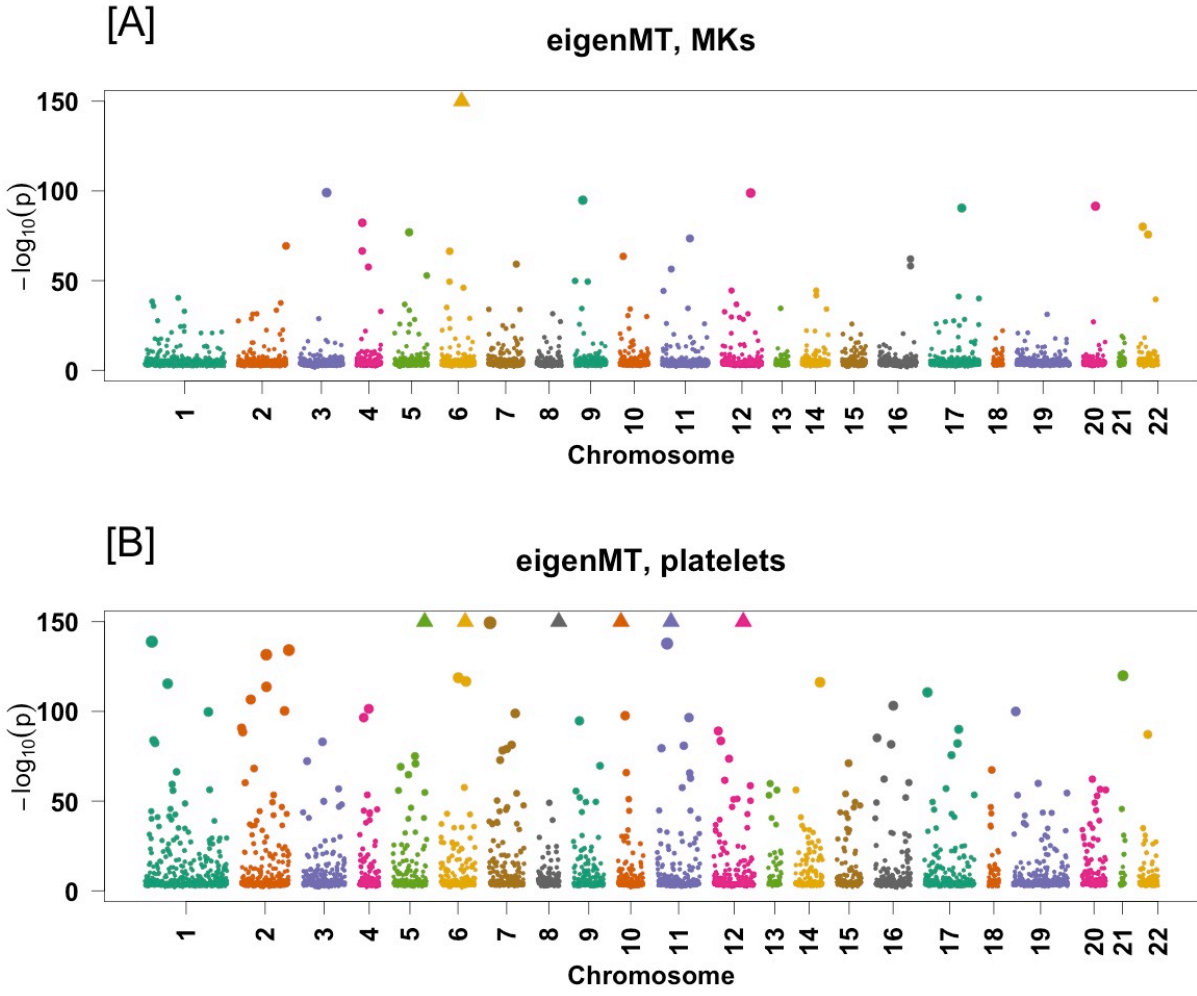 [A]
eigenMT, MKs
150
100
50
0
−log10(p)
1 2 3 4 5 6 7 8 9 10 11 12 13 14 15 16 17 18 19 20 21 22
Chromosome
[B]
eigenMT, platelets
150
100
50
0
−log10(p)
1 2 3 4 5 6 7 8 9 10 11 12 13 14 15 16 17 18 19 20 21 22
Chromosome